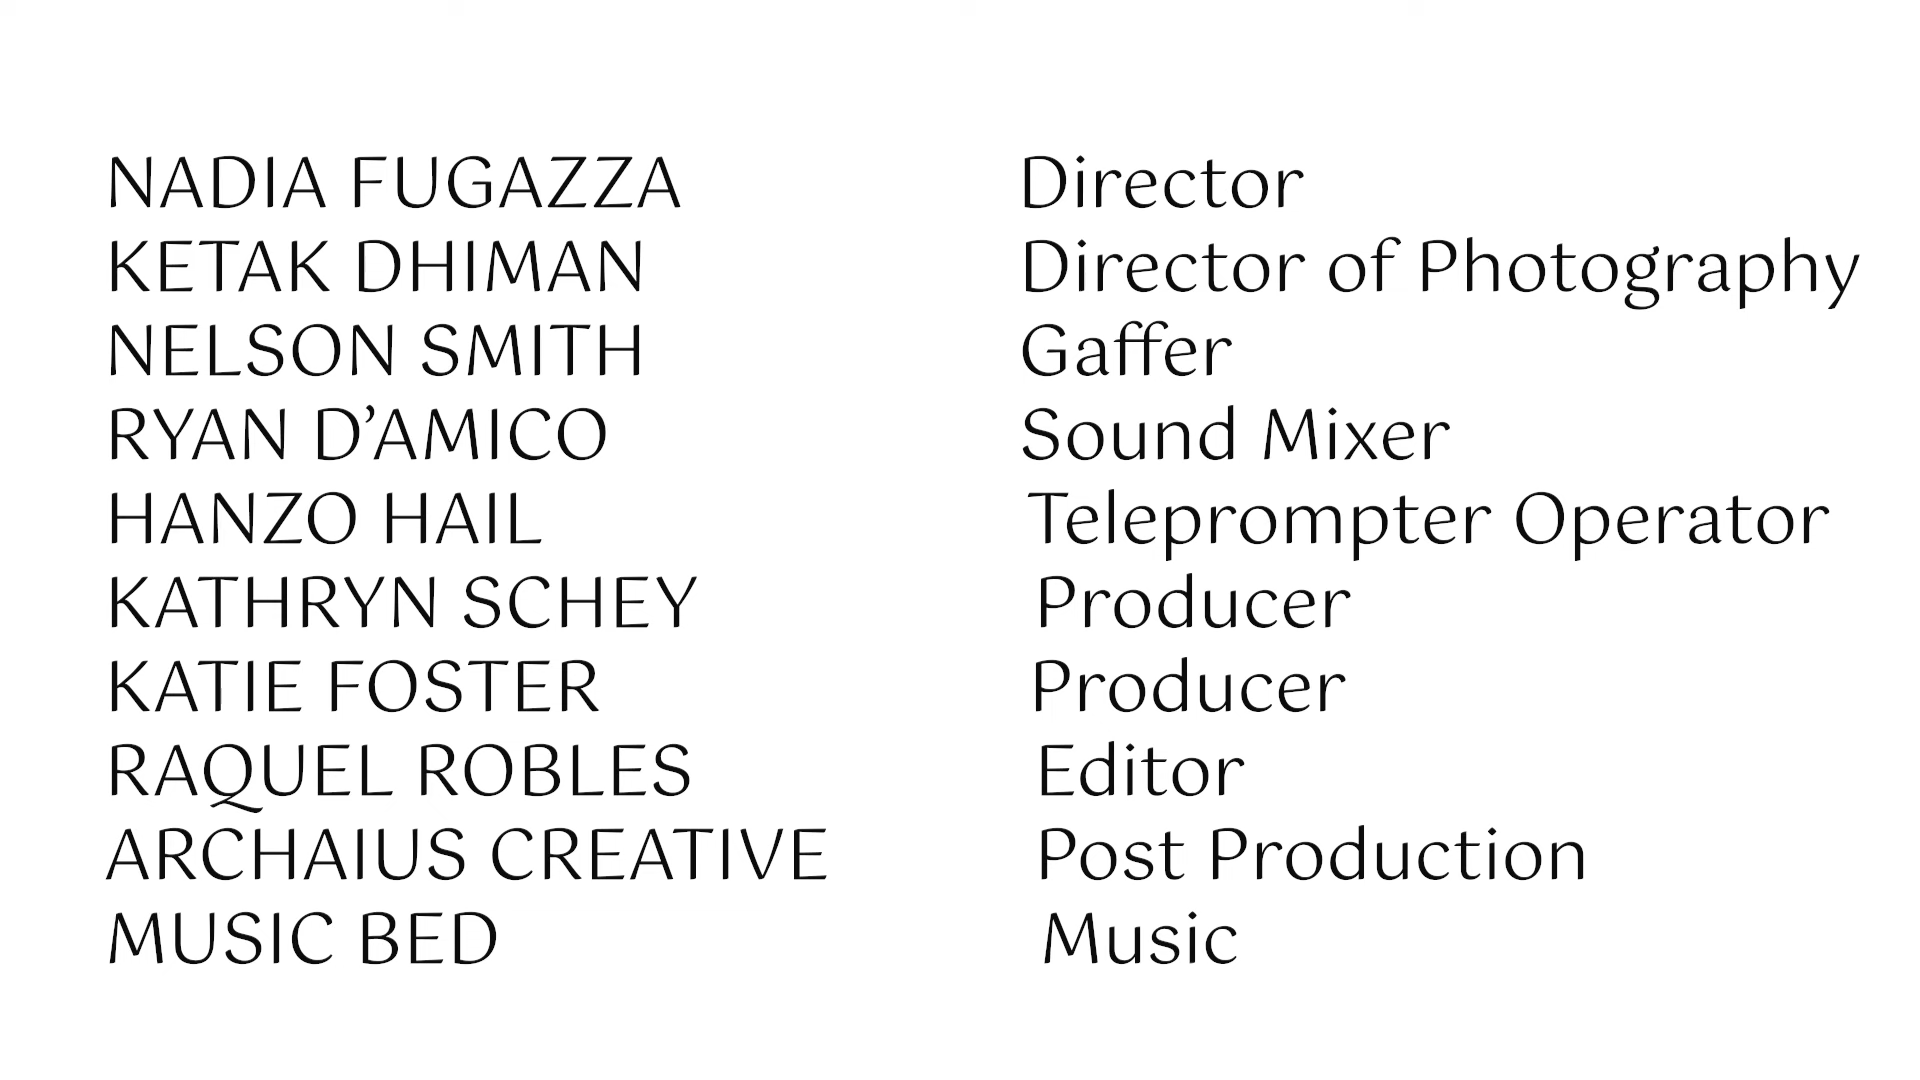 NADIA FUGAZZA Director
KETAK DHIMAN Director of Photography
NELSON SMITH Gaffer
RYAN D’AMICO Sound Mixer
HANZO HAIL Teleprompter Operator
KATHRYN SCHEY Producer
KATIE FOSTER Producer
RAQUEL ROBLES Editor
ARCHAIUS CREATIVE Post Production
MUSIC BED Music